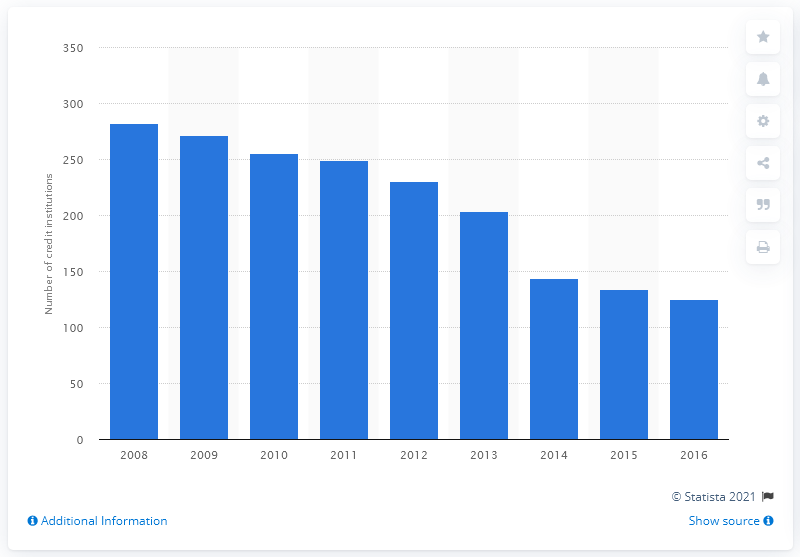 350
300
250
200
150
100
50
0
Number of credit institutions
2008 2009 2010 2011 2012 2013 2014 2015 2016
© Statista 2021
Additional Information
Show source